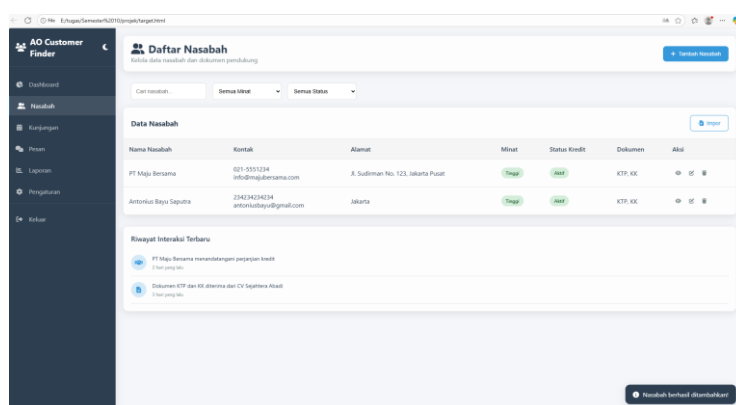 File E:/tugas/Semester%2010/projek/target.html
AO Customer Finder
Dashboard
Nasabah
Kunjungan
Pesan
Laporan
Pengaturan
Keluar
Daftar Nasabah
Kelola data nasabah dan dokumen pendukung
+ Tambah Nasabah
Cari nasabah... Semua Minat Semua Status
Data Nasabah
Impor
Nama Nasabah Kontak Alamat Minat Status Kredit Dokumen Aksi
PT Maju Bersama 021-5551234 Jl. Sudirman No. 123, Jakarta Pusat Tinggi Aktif KTP, KK
info@majubersama.com
Antonius Bayu Saputra 234234234234 Jakarta Tinggi Aktif KTP, KK
antoniusbayu@gmail.com
Riwayat Interaksi Terbaru
PT Maju Bersama menandatangani perjanjian kredit
2 hari yang lalu
Dokumen KTP dan KK diterima dari CV Sejahtera Abadi
3 hari yang lalu
Nasabah berhasil ditambahkan!